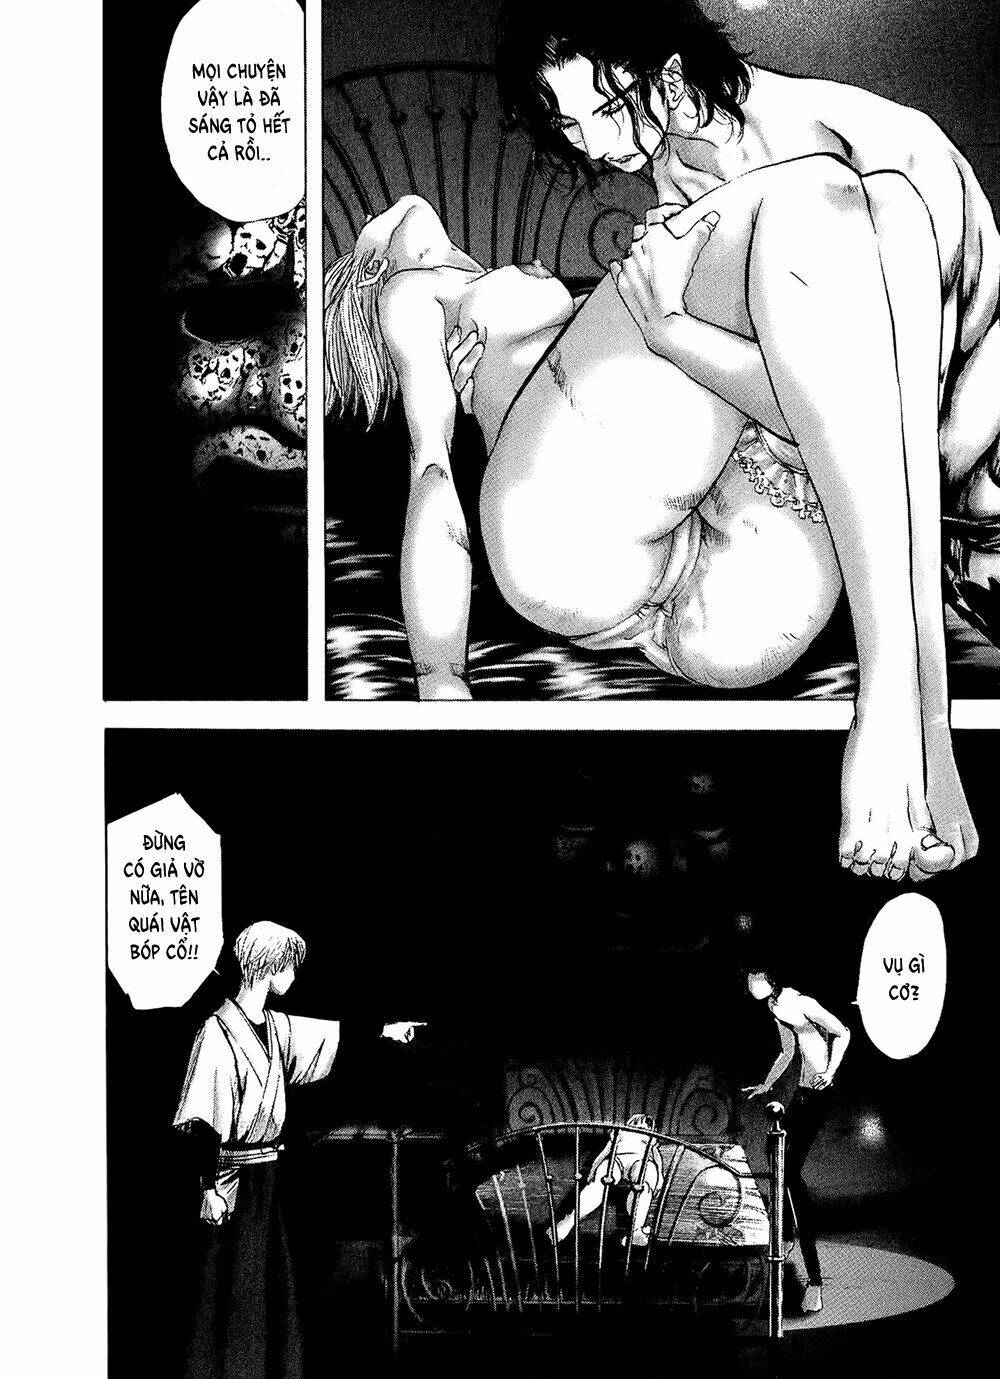 MỌI CHUYỆN
VẬY LÀ ĐÃ
SÁNG TỎ HẾT
CẢ RỒI..
VỤ GÌ
CƠ?
ĐỪNG
CÓ GIẢ VỜ
NỮA, TÊN
QUÁI VẬT
BÓP CỔ!!